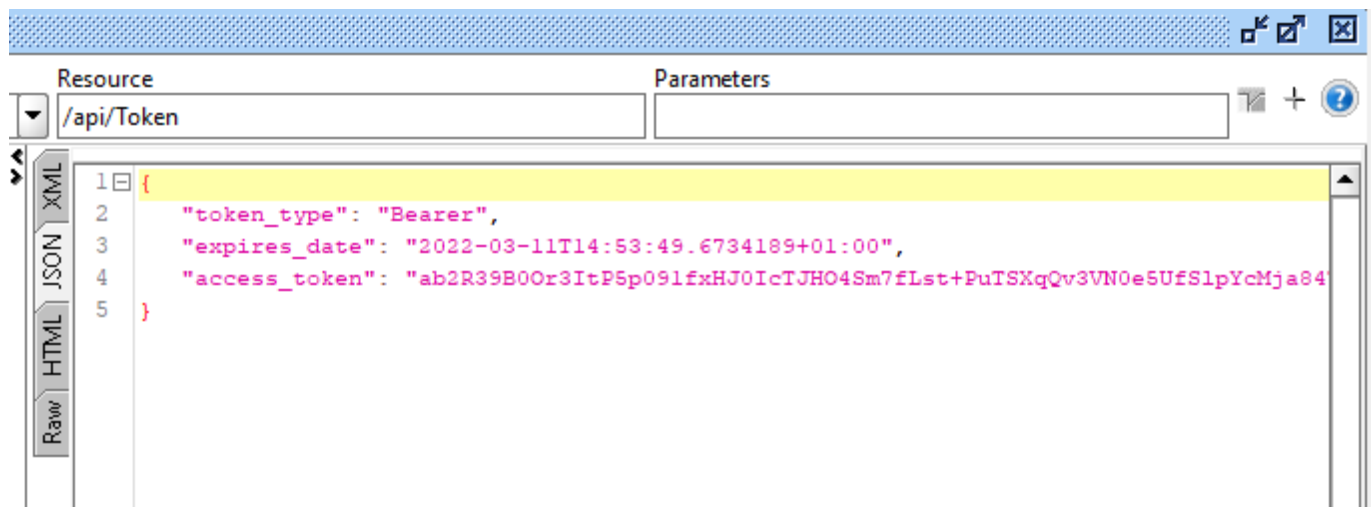 Resource
Parameters
/api/Token
XML
JSON
HTML
Raw
1 {
2 "token_type": "Bearer",
3 "expires_date": "2022-03-11T14:53:49.6734189+01:00",
4 "access_token": "ab2R39B0Or3ItP5p09lfxHJ0IcTJHO4Sm7fLst+PuTSXqQv3VN0e5UfSlpYcMja84
5 }